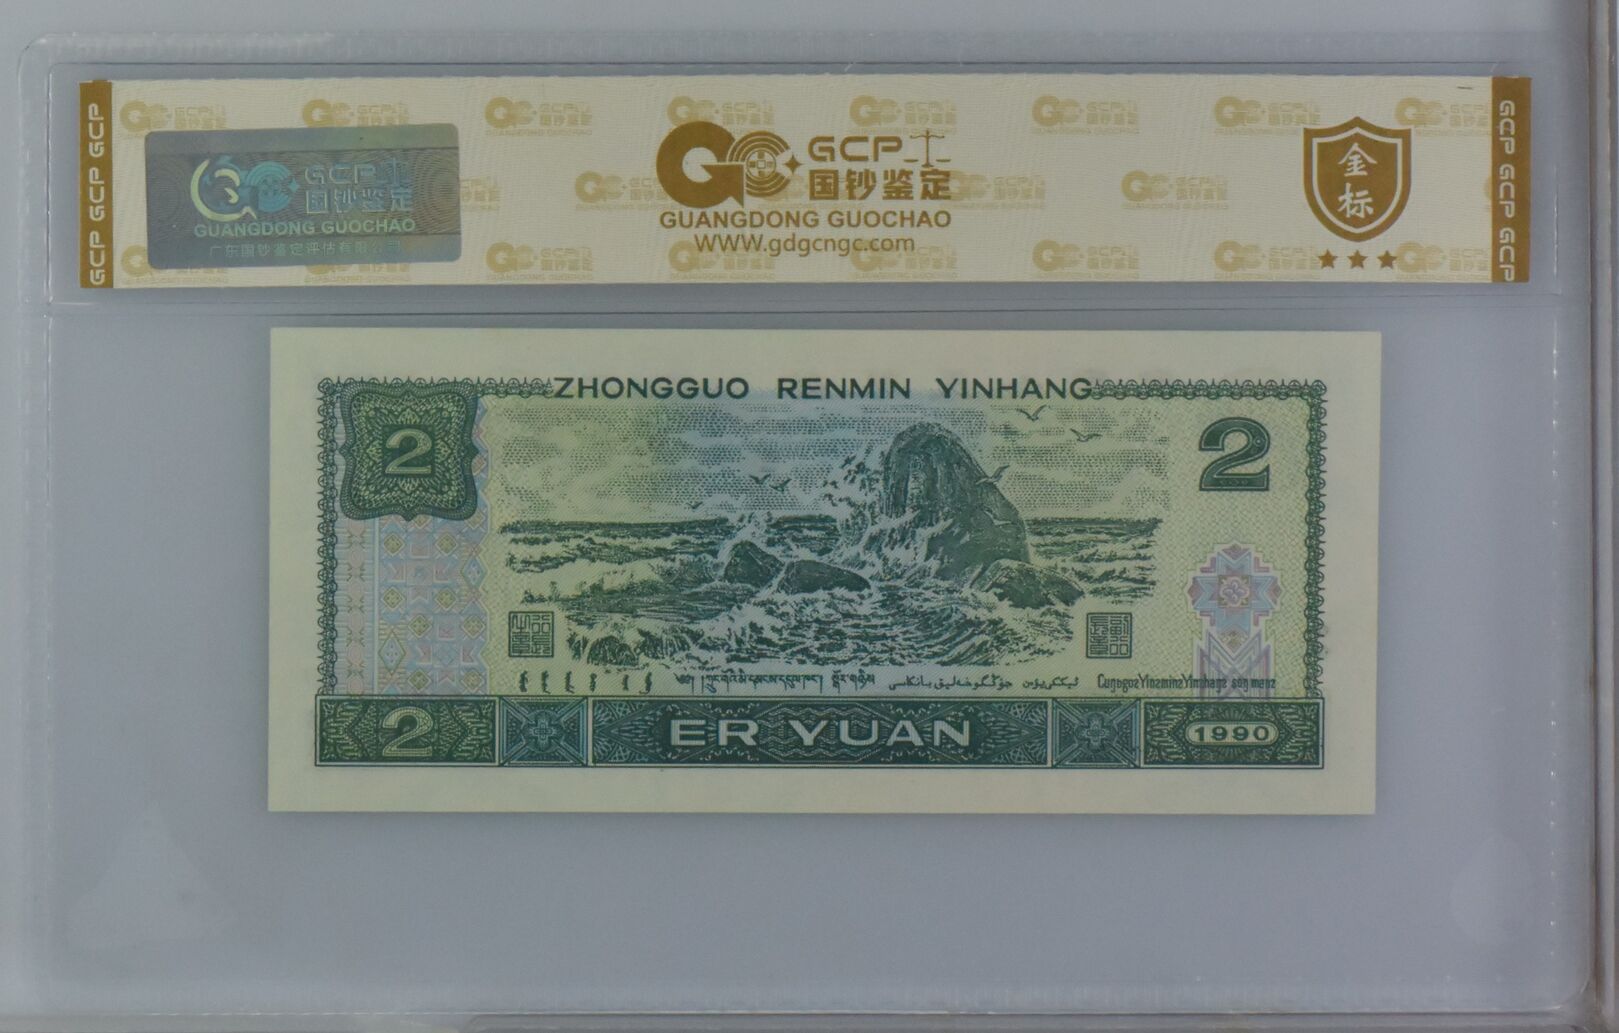 GCP GCP GCP
GCP
国钞鉴定
GUANGDONG GUOCHAO
广东国钞鉴定评估有限公司
GCP
国钞鉴定
GUANGDONG GUOCHAO
WWW.gdgcngc.com
金标
GCP GCP GCP
ZHONGGUO RENMIN YINHANG
2
2
2
ER YUAN
1990